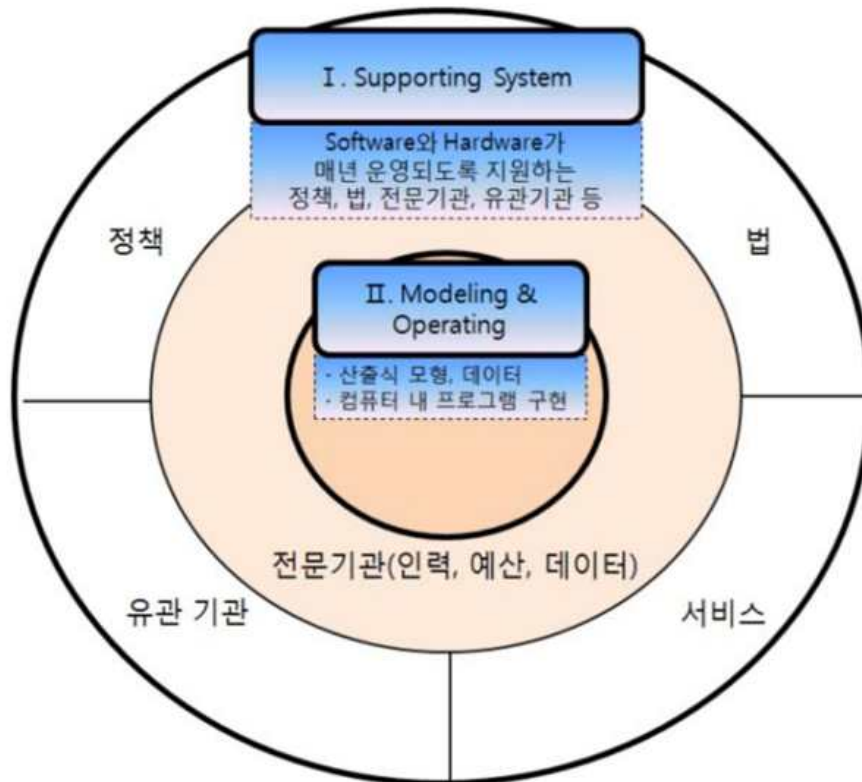 Ⅰ. Supporting System
Software와 Hardware가
매년 운영되도록 지원하는
정책, 법, 전문기관, 유관기관 등
정책
법
Ⅱ. Modeling &
Operating
· 산출식 모형, 데이터
· 컴퓨터 내 프로그램 구현
전문기관(인력, 예산, 데이터)
유관 기관
서비스